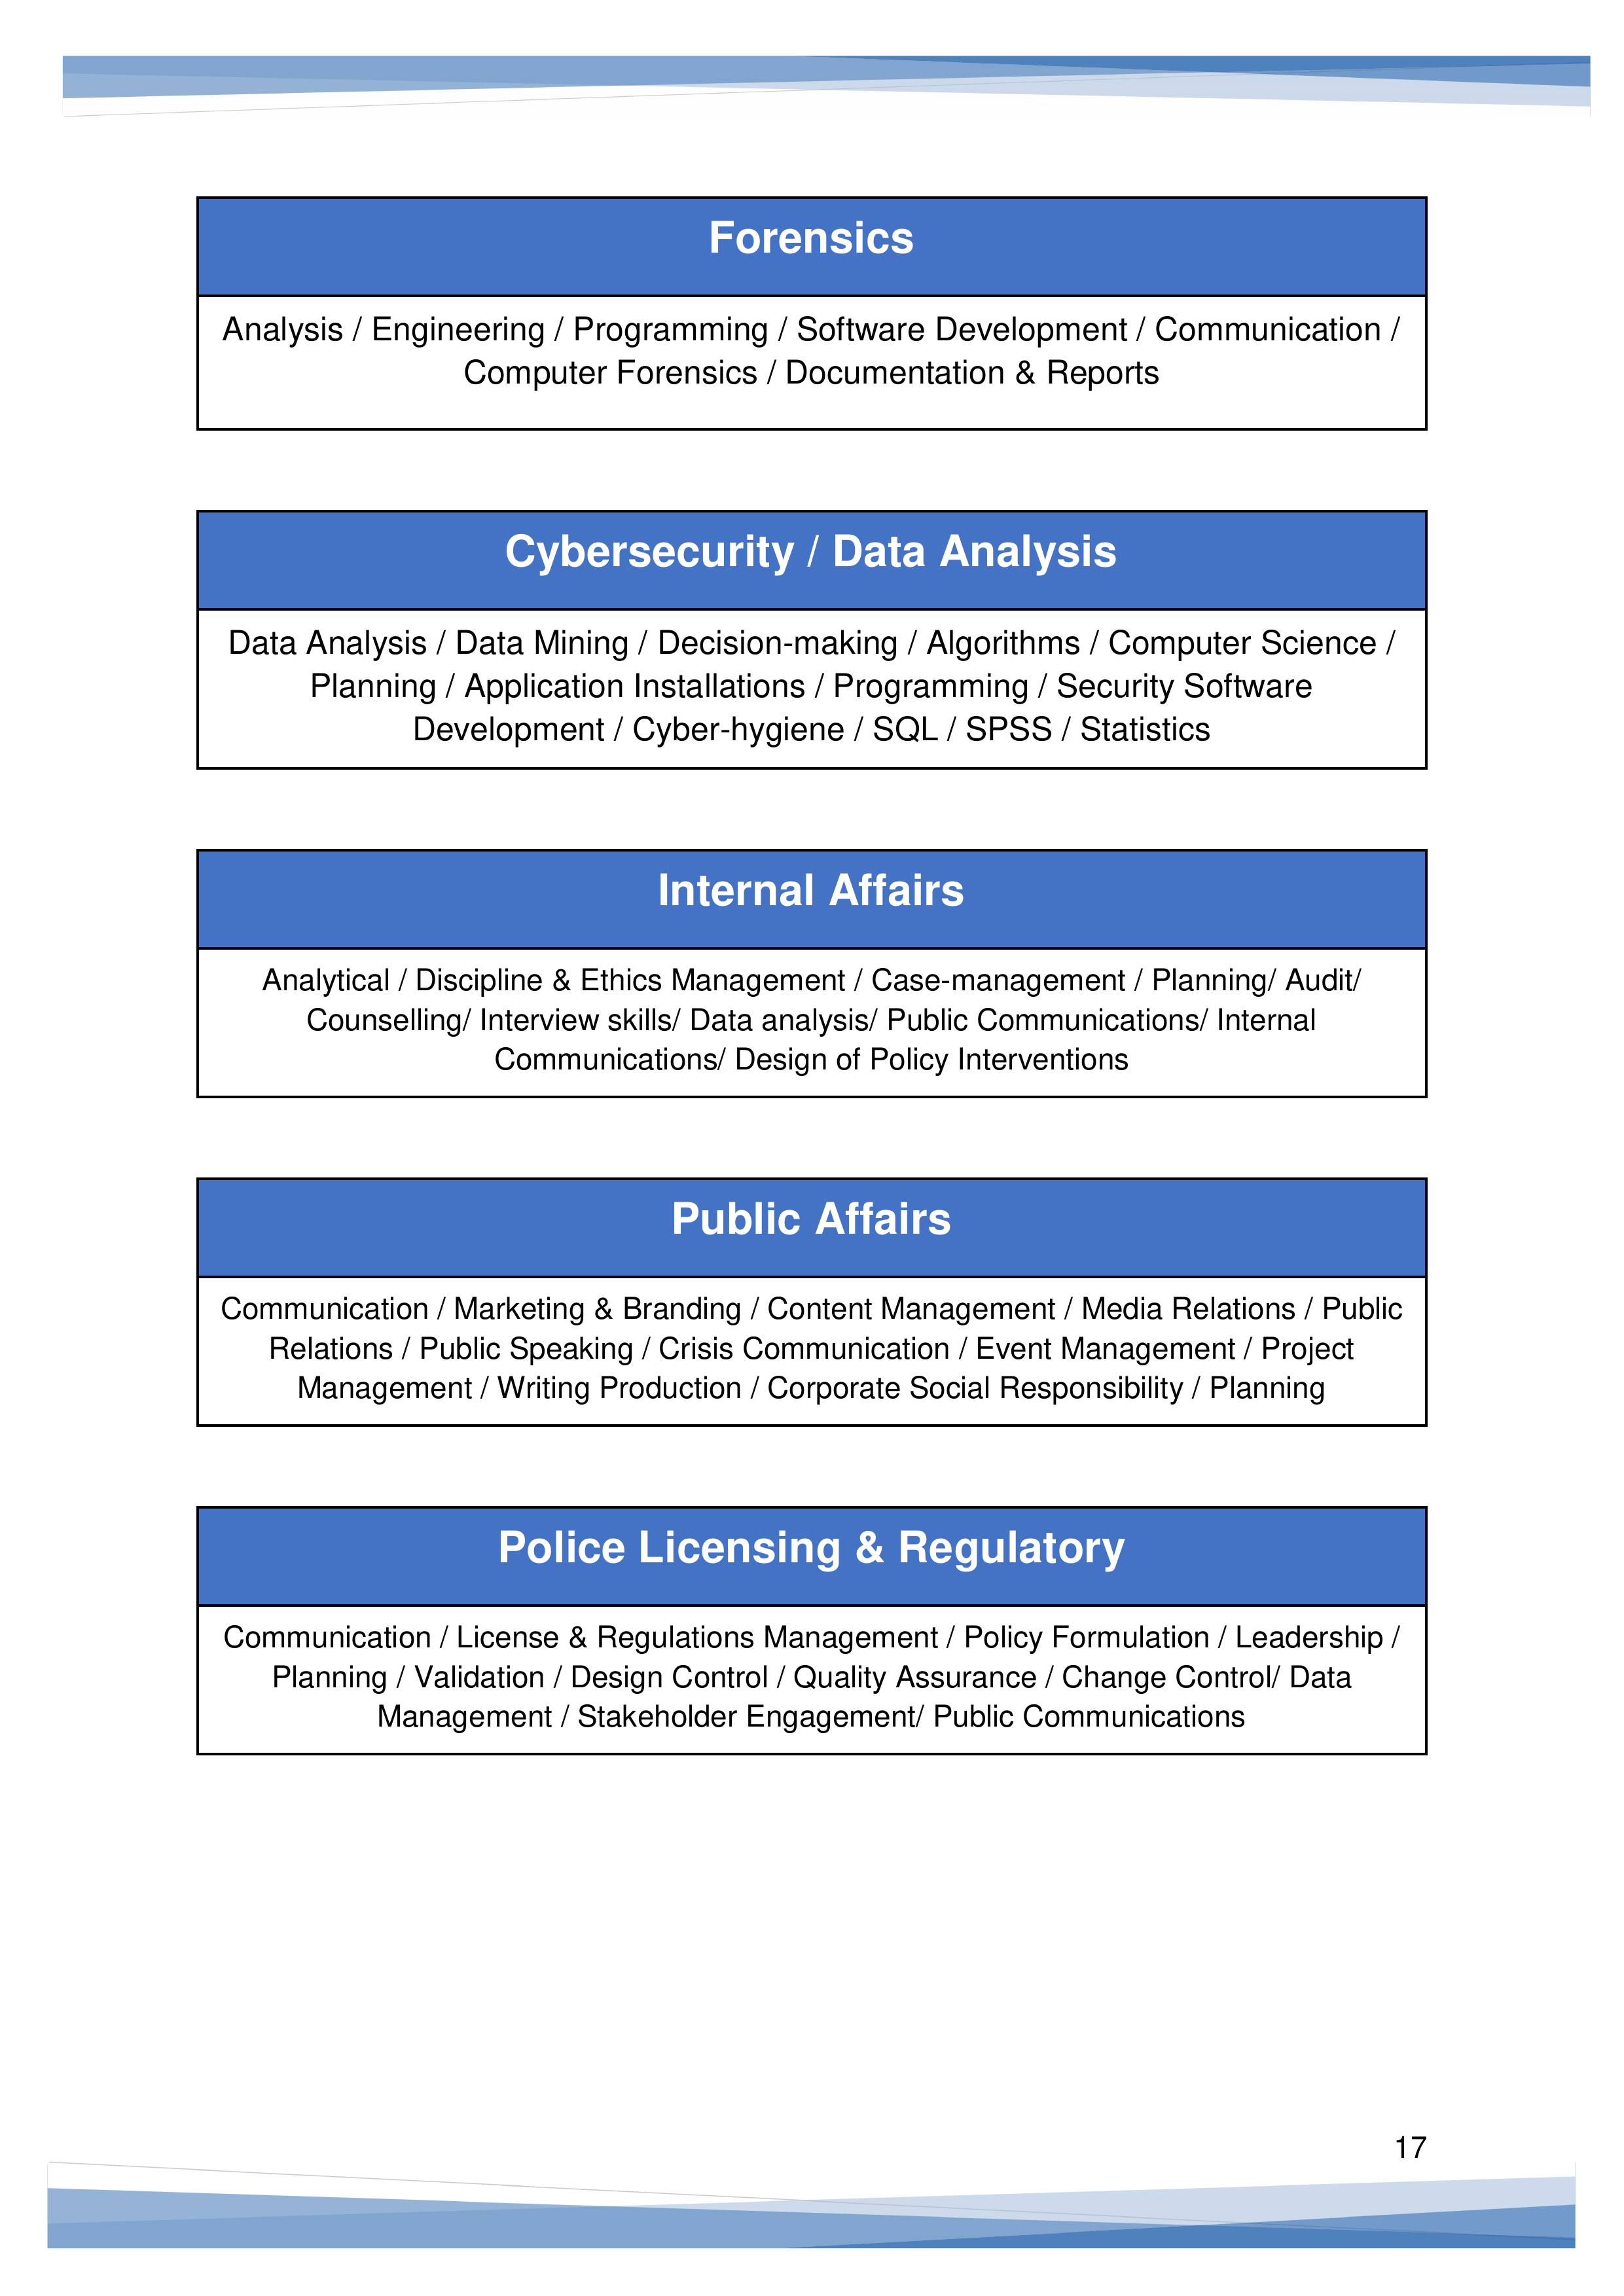 Forensics
Analysis / Engineering / Programming / Software Development / Communication /
Computer Forensics / Documentation & Reports
Cybersecurity / Data Analysis
Data Analysis / Data Mining / Decision-making / Algorithms / Computer Science /
Planning / Application Installations / Programming / Security Software
Development / Cyber-hygiene / SQL / SPSS / Statistics
Internal Affairs
Analytical / Discipline & Ethics Management / Case-management / Planning/ Audit/
Counselling/ Interview skills/ Data analysis/ Public Communications/ Internal
Communications/ Design of Policy Interventions
Public Affairs
Communication / Marketing & Branding / Content Management / Media Relations / Public
Relations / Public Speaking / Crisis Communication / Event Management / Project
Management / Writing Production / Corporate Social Responsibility / Planning
Police Licensing & Regulatory
Communication / License & Regulations Management / Policy Formulation / Leadership /
Planning / Validation / Design Control / Quality Assurance / Change Control/ Data
Management / Stakeholder Engagement/ Public Communications
17